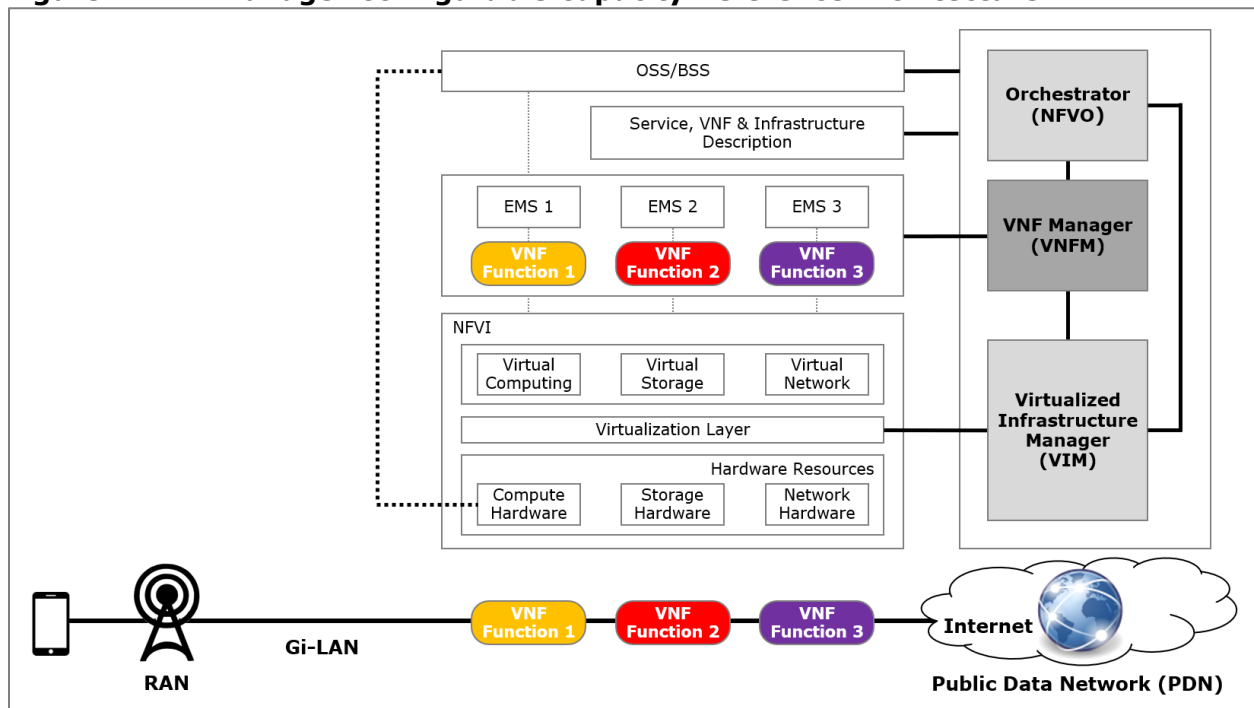 OSS/BSS
Service, VNF & Infrastructure
Description
Orchestrator
(NFVO)
EMS 1
EMS 2
EMS 3
VNF
Function 1
VNF
Function 2
VNF
Function 3
VNF Manager
(VNFM)
NFVI
Virtual
Computing
Virtual
Storage
Virtual
Network
Virtualization Layer
Virtualized
Infrastructure
Manager
(VIM)
Hardware Resources
Compute
Hardware
Storage
Hardware
Network
Hardware
VNF
Function 1
VNF
Function 2
VNF
Function 3
Internet
Gi-LAN
RAN
Public Data Network (PDN)